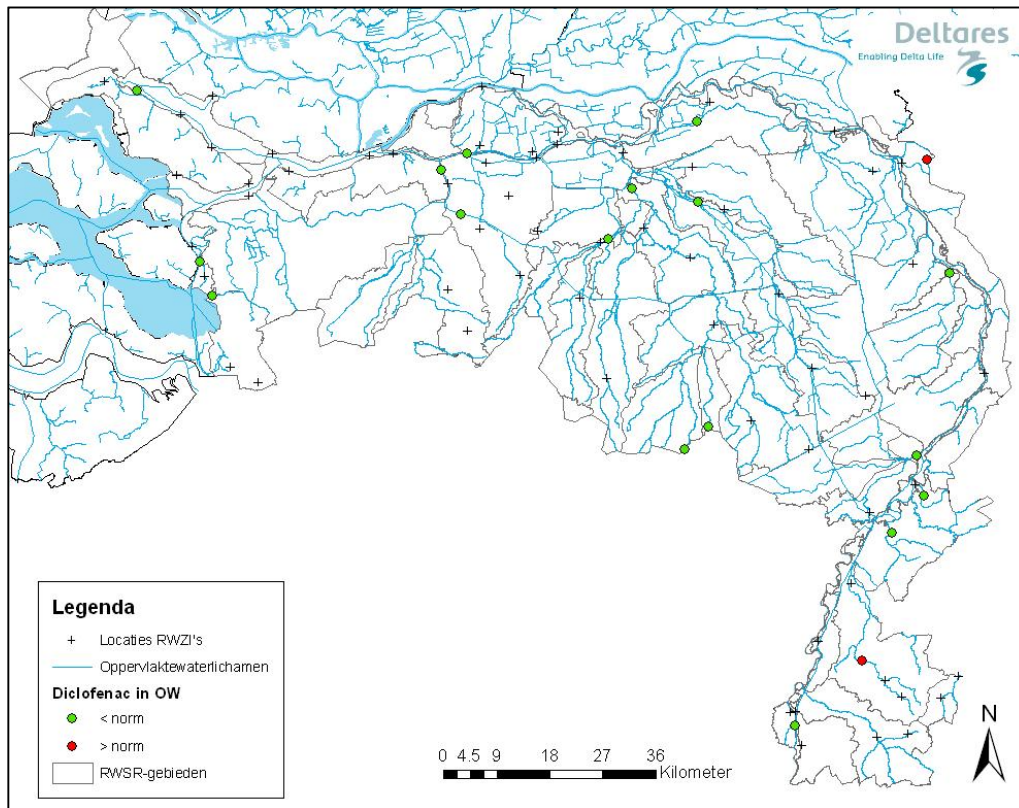 Deltares
Enabling Delta Life
Legenda
Locaties RWZI's
Oppervlaktewaterlichamen
Diclofenac in OW
< norm
> norm
RWSR-gebieden
0 4.5 9 18 27 36
Kilometer
N